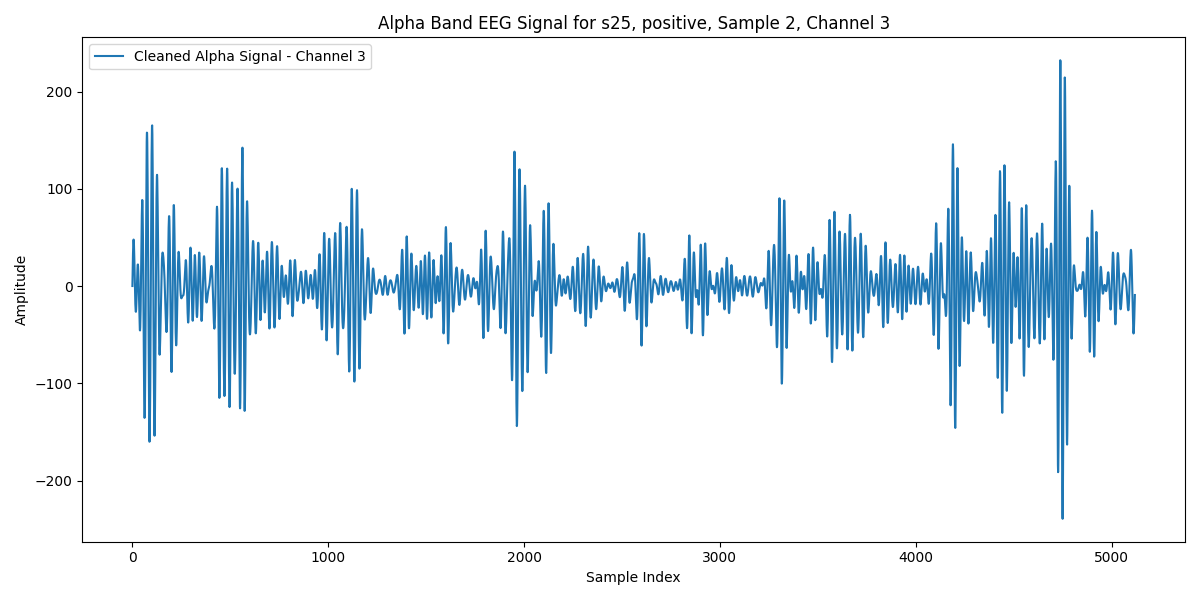 Alpha Band EEG Signal for s25, positive, Sample 2, Channel 3
Cleaned Alpha Signal - Channel 3
Amplitude
200
100
0
−100
−200
0 1000 2000 3000 4000 5000
Sample Index